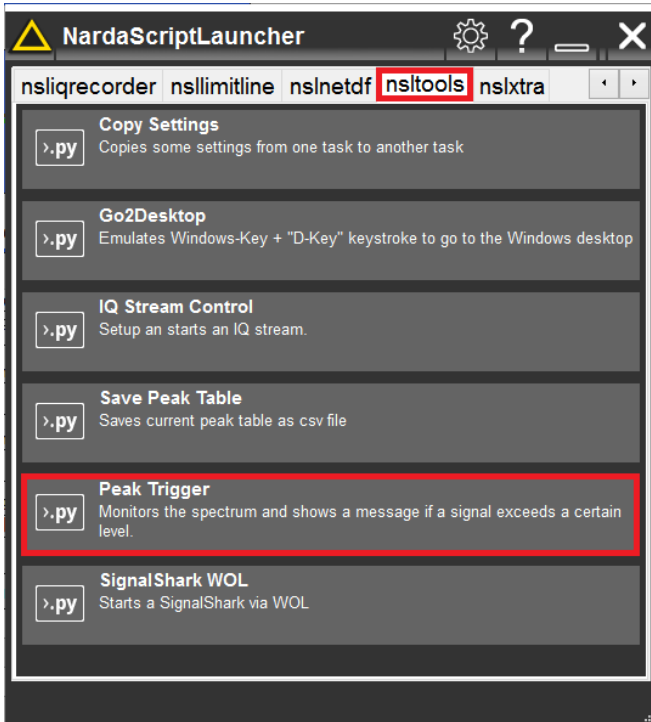 NardaScriptLauncher ?
nsliqrecorder nsllimitline nslnetdf nsltools nslxtra
Copy Settings
>.py
Copies some settings from one task to another task
Go2Desktop
>.py
Emulates Windows-Key + "D-Key" keystroke to go to the Windows desktop
IQ Stream Control
>.py
Setup an starts an IQ stream.
Save Peak Table
>.py
Saves current peak table as csv file
Peak Trigger
>.py
Monitors the spectrum and shows a message if a signal exceeds a certain
level.
SignalShark WOL
>.py
Starts a SignalShark via WOL